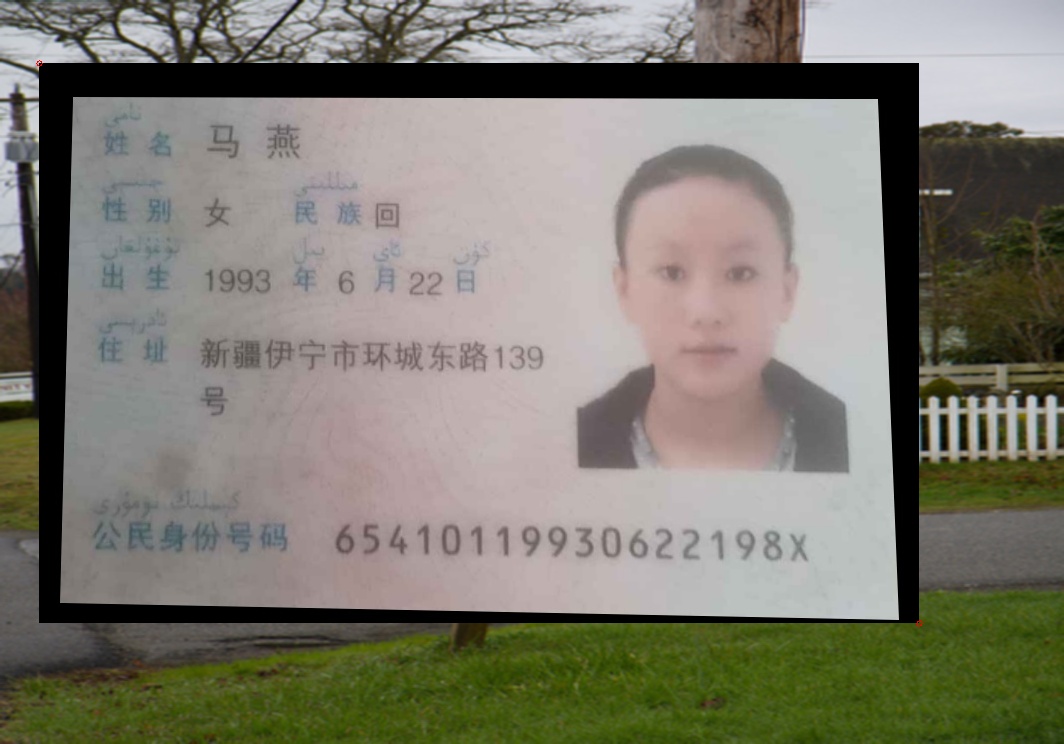 نامى
姓名 马燕
جىنسى مىللىتى
性别 女 民族 回
تۇغۇلغان يىل ئاي كۈن
出生 1993 年 6 月 22 日
ئادرېسى
住址 新疆伊宁市环城东路139
号
كىملىك نومۇرى
公民身份号码 65410119930622198X